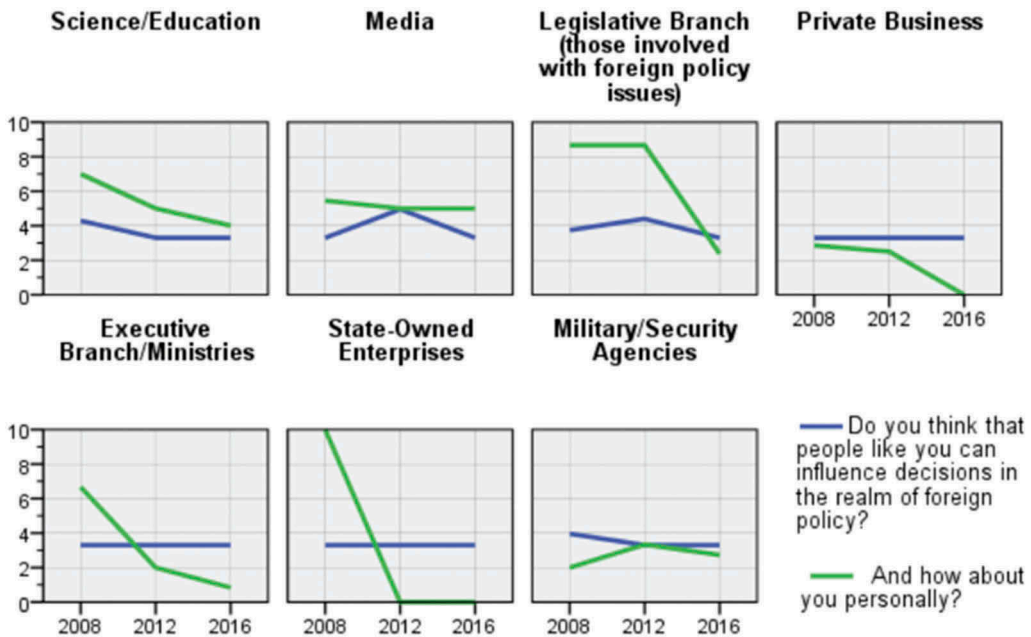 Science/Education
Media
Legislative Branch
(those involved
with foreign policy
issues)
Private Business
10
8
6
4
2
0
2008 2012 2016
Executive
Branch/Ministries
State-Owned
Enterprises
Military/Security
Agencies
10
8
6
4
2
0
2008 2012 2016
2008 2012 2016
2008 2012 2016
Do you think that
people like you can
influence decisions in
the realm of foreign
policy?
And how about
you personally?